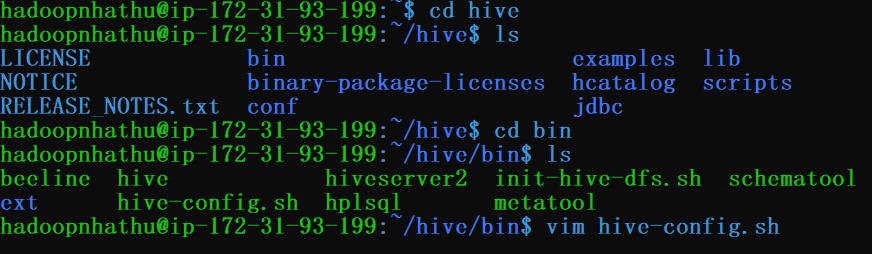 hadoopnhathu@ip-172-31-93-199:~$ cd hive
hadoopnhathu@ip-172-31-93-199:~/hive$ ls
LICENSE bin examples lib
NOTICE binary-package-licenses hcatalog scripts
RELEASE_NOTES.txt conf jdbc
hadoopnhathu@ip-172-31-93-199:~/hive$ cd bin
hadoopnhathu@ip-172-31-93-199:~/hive/bin$ ls
beeline hive hiveserver2 init-hive-dfs.sh schematool
ext hive-config.sh hplsql metatool
hadoopnhathu@ip-172-31-93-199:~/hive/bin$ vim hive-config.sh